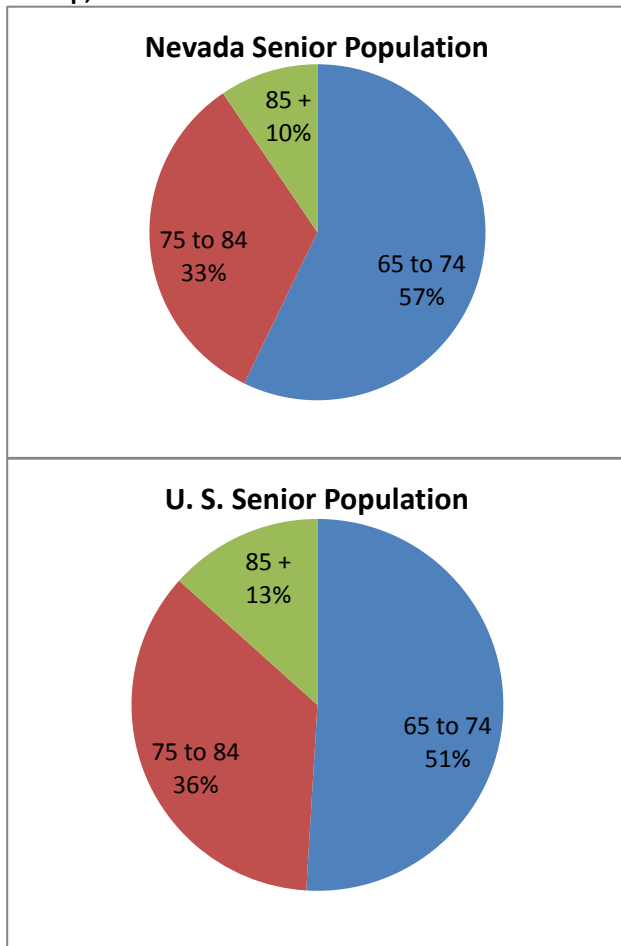 Nevada Senior Population
85 +
10%
75 to 84
33%
65 to 74
57%
U. S. Senior Population
85 +
13%
75 to 84
36%
65 to 74
51%